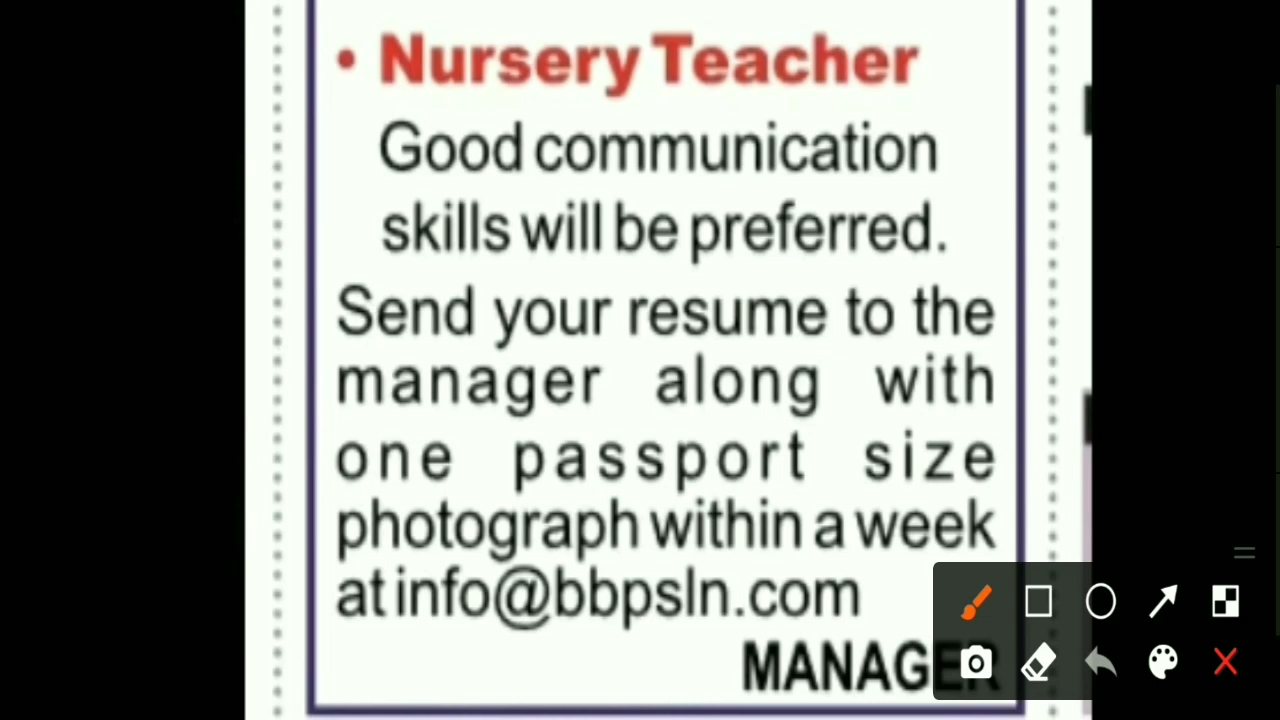 • Nursery Teacher
Good communication
skills will be preferred.
Send your resume to the
manager along with
one passport size
photograph within a week
at info@bbpsln.com
MANAGER